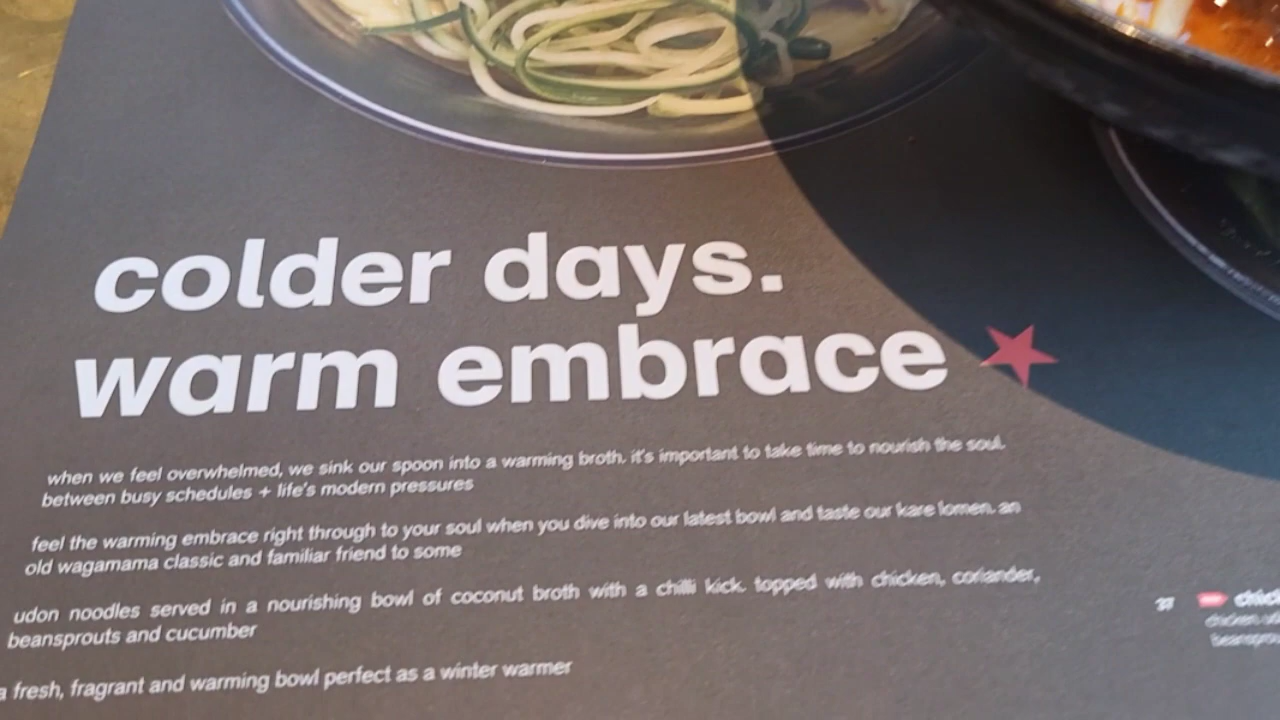 colder days.
warm embrace
when we feel overwhelmed, we sink our spoon into a warming broth. it's important to take time to nourish the soul.
between busy schedules + life's modern pressures
feel the warming embrace right through to your soul when you dive into our latest bowl and taste our kare lomen. an
old wagamama classic and familiar friend to some
udon noodles served in a nourishing bowl of coconut broth with a chilli kick. topped with chicken, coriander,
beansprouts and cucumber
a fresh, fragrant and warming bowl perfect as a winter warmer